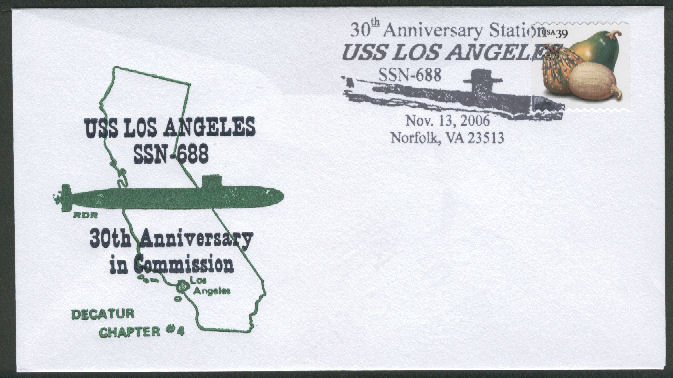 30th Anniversary Station
USS LOS ANGELES
SSN-688
Nov. 13, 2006
Norfolk, VA 23513
USA 39
USS LOS ANGELES
SSN-688
RDR
30th Anniversary
in Commission
Los
Angeles
DECATUR
CHAPTER #4